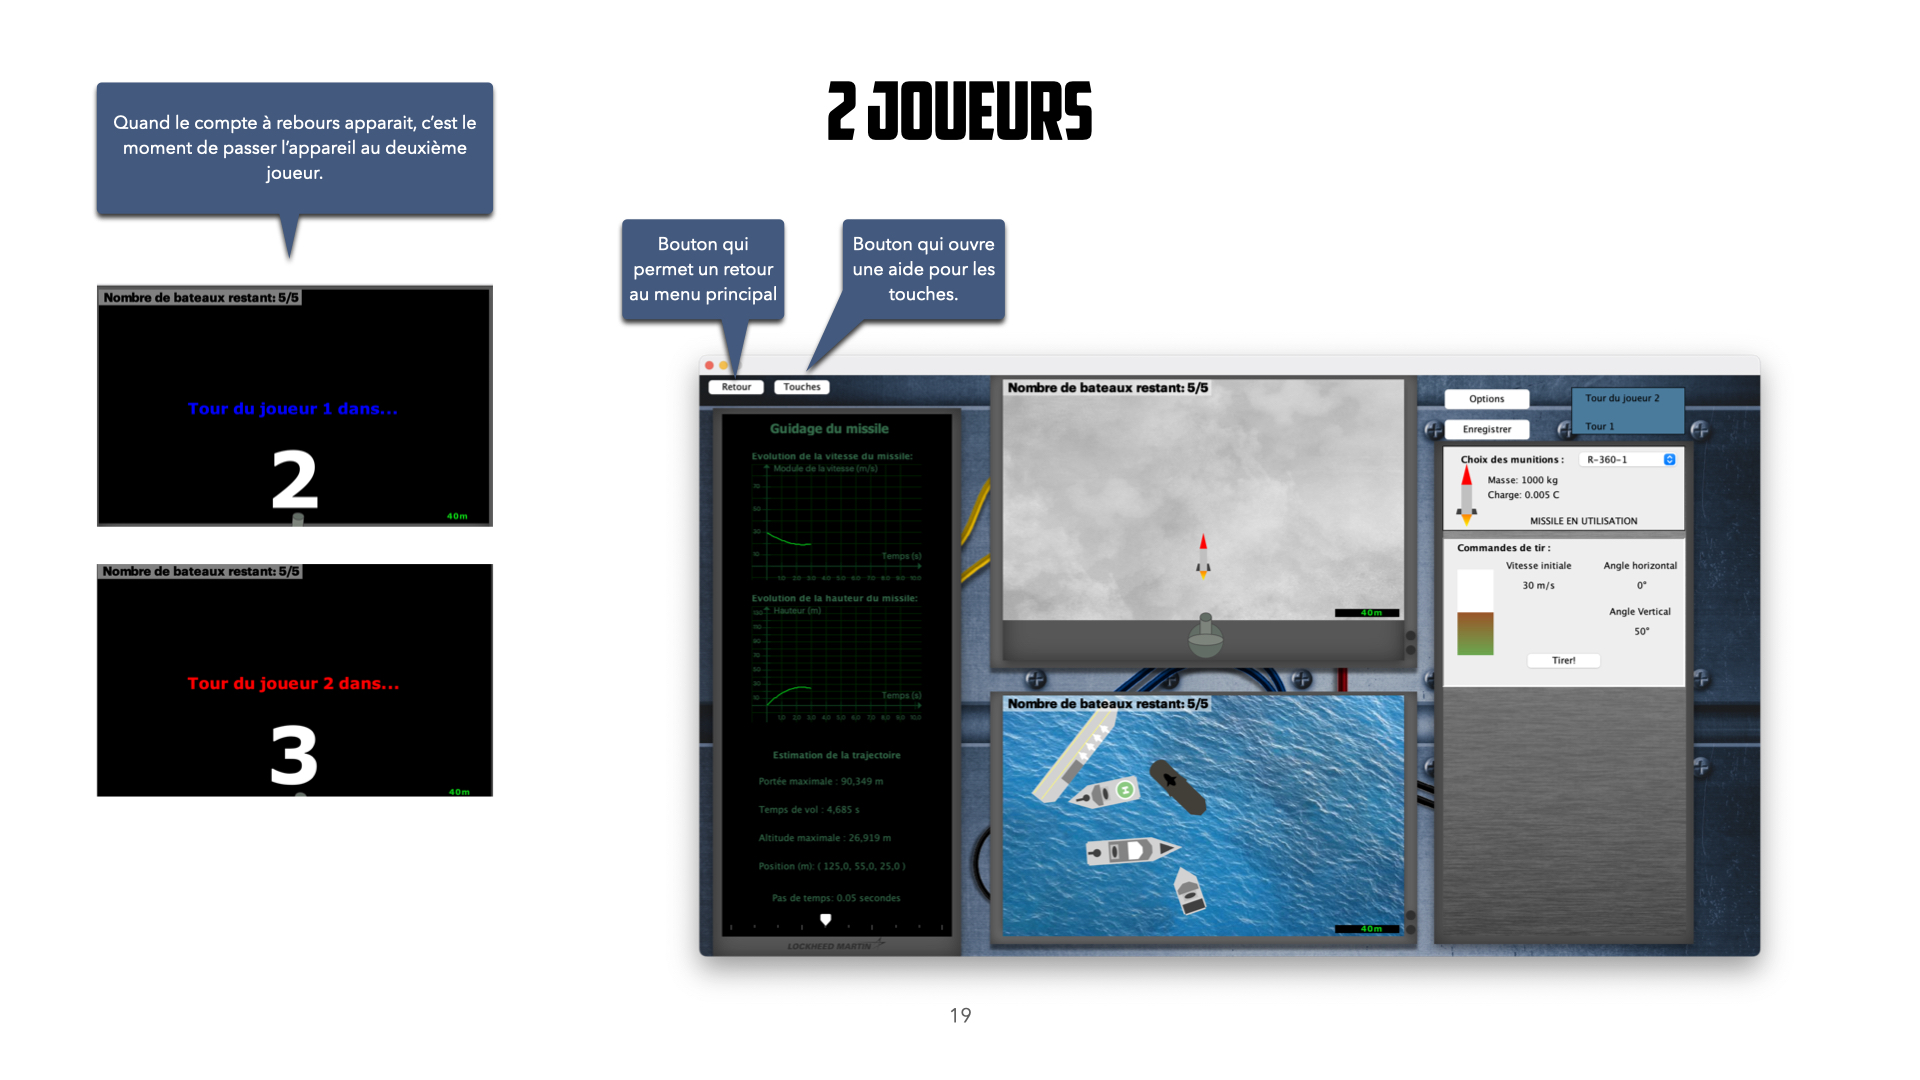 2 JOUEURS
Quand le compte à rebours apparait, c’est le
moment de passer l’appareil au deuxième
joueur.
Nombre de bateaux restant: 5/5
Tour du joueur 1 dans...
2
40m
Nombre de bateaux restant: 5/5
Tour du joueur 2 dans...
3
40m
Bouton qui
permet un retour
au menu principal
Bouton qui ouvre
une aide pour les
touches.
Retour
Touches
Guidage du missile
Evolution de la vitesse du missile:
Module de la vitesse (m/s)
Temps (s)
Evolution de la hauteur du missile:
Hauteur (m)
Temps (s)
Estimation de la trajectoire
Portée maximale : 90,349 m
Temps de vol : 4,685 s
Altitude maximale : 26,919 m
Position (m): ( 125,0, 55,0, 25,0 )
Pas de temps: 0.05 secondes
LOCKHEED MARTIN
Nombre de bateaux restant: 5/5
40m
Nombre de bateaux restant: 5/5
40m
Options
Enregistrer
Tour du joueur 2
Tour 1
Choix des munitions :
R-360-1
Masse: 1000 kg
Charge: 0.005 C
MISSILE EN UTILISATION
Commandes de tir :
Vitesse initiale
Angle horizontal
30 m/s
0°
Angle Vertical
50°
Tirer!
19